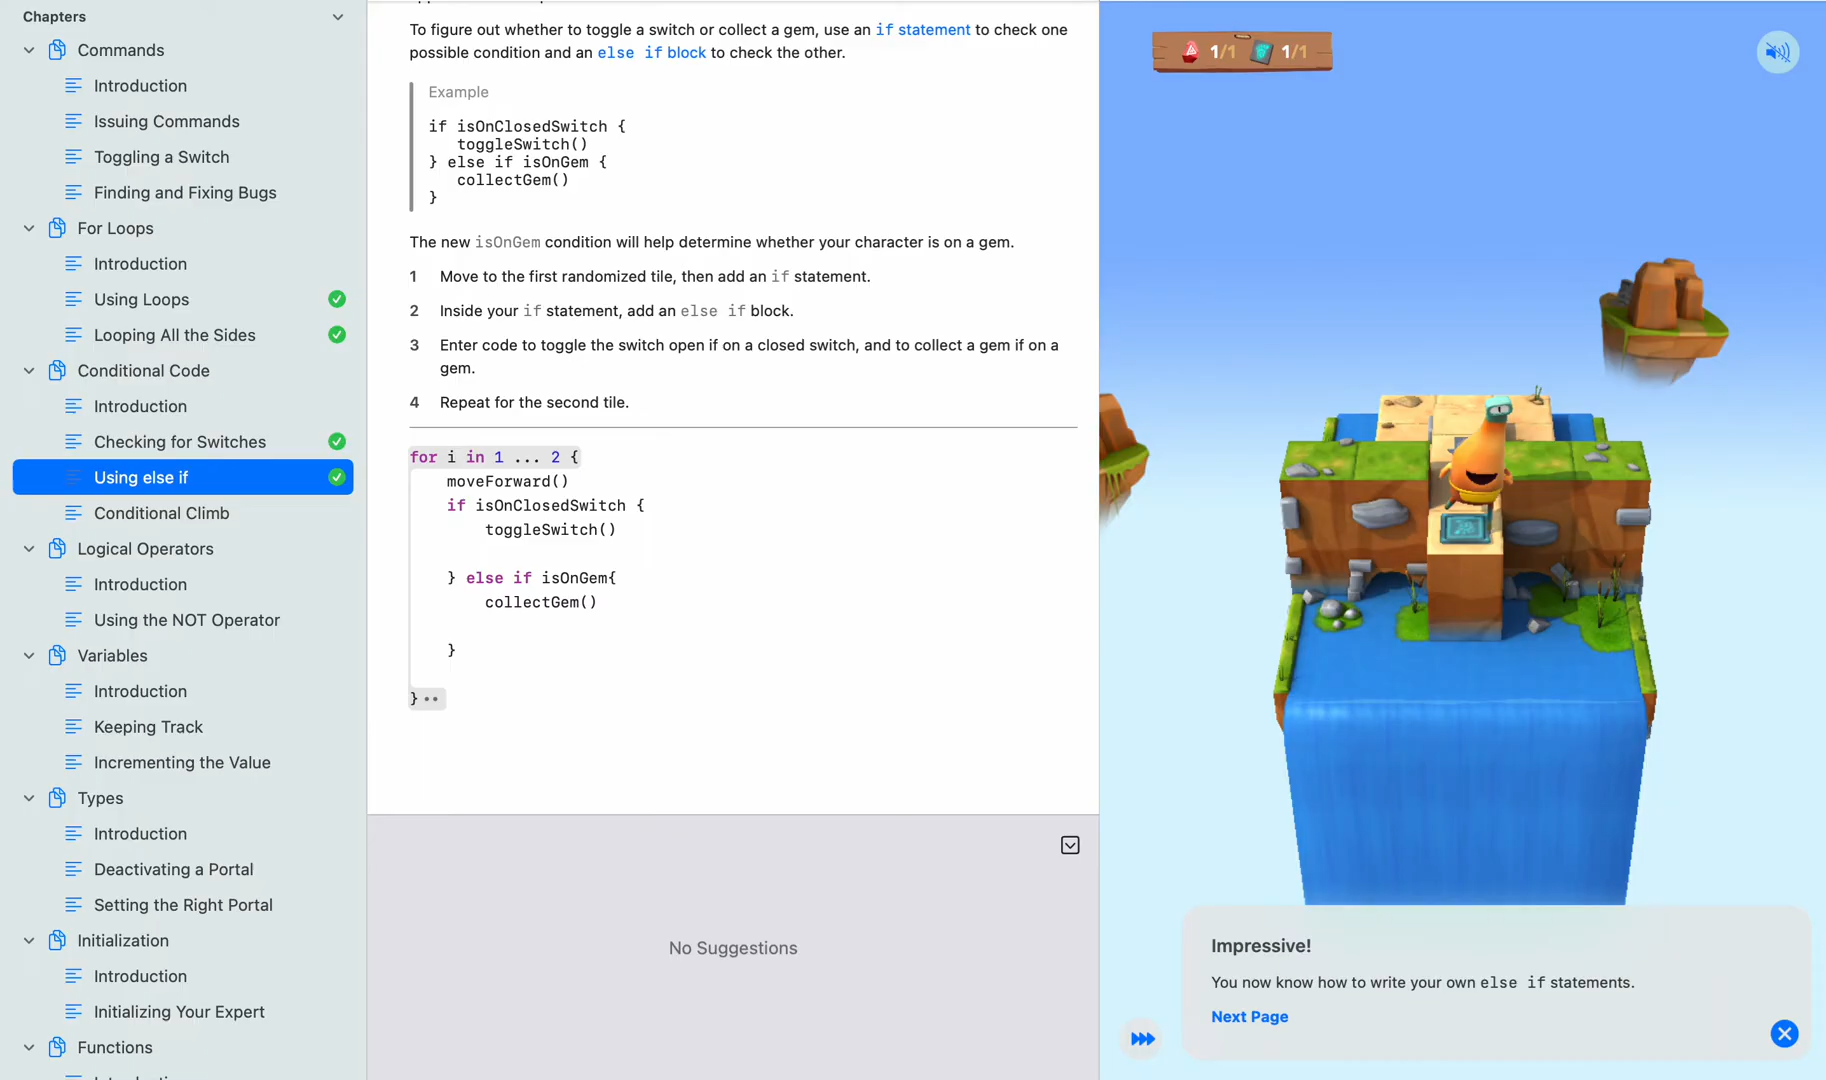 Chapters
Commands
Introduction
Issuing Commands
Toggling a Switch
Finding and Fixing Bugs
For Loops
Introduction
Using Loops
Looping All the Sides
Conditional Code
Introduction
Checking for Switches
Using else if
Conditional Climb
Logical Operators
Introduction
Using the NOT Operator
Variables
Introduction
Keeping Track
Incrementing the Value
Types
Introduction
Deactivating a Portal
Setting the Right Portal
Initialization
Introduction
Initializing Your Expert
Functions
To figure out whether to toggle a switch or collect a gem, use an if statement to check one
possible condition and an else if block to check the other.
Example
if isOnClosedSwitch {
toggleSwitch()
} else if isOnGem {
collectGem()
}
The new isOnGem condition will help determine whether your character is on a gem.
1 Move to the first randomized tile, then add an if statement.
2 Inside your if statement, add an else if block.
3 Enter code to toggle the switch open if on a closed switch, and to collect a gem if on a
gem.
4 Repeat for the second tile.
for i in 1 ... 2 {
moveForward()
if isOnClosedSwitch {
toggleSwitch()
} else if isOnGem{
collectGem()
}
}
No Suggestions
1/1 1/1
Impressive!
You now know how to write your own else if statements.
Next Page